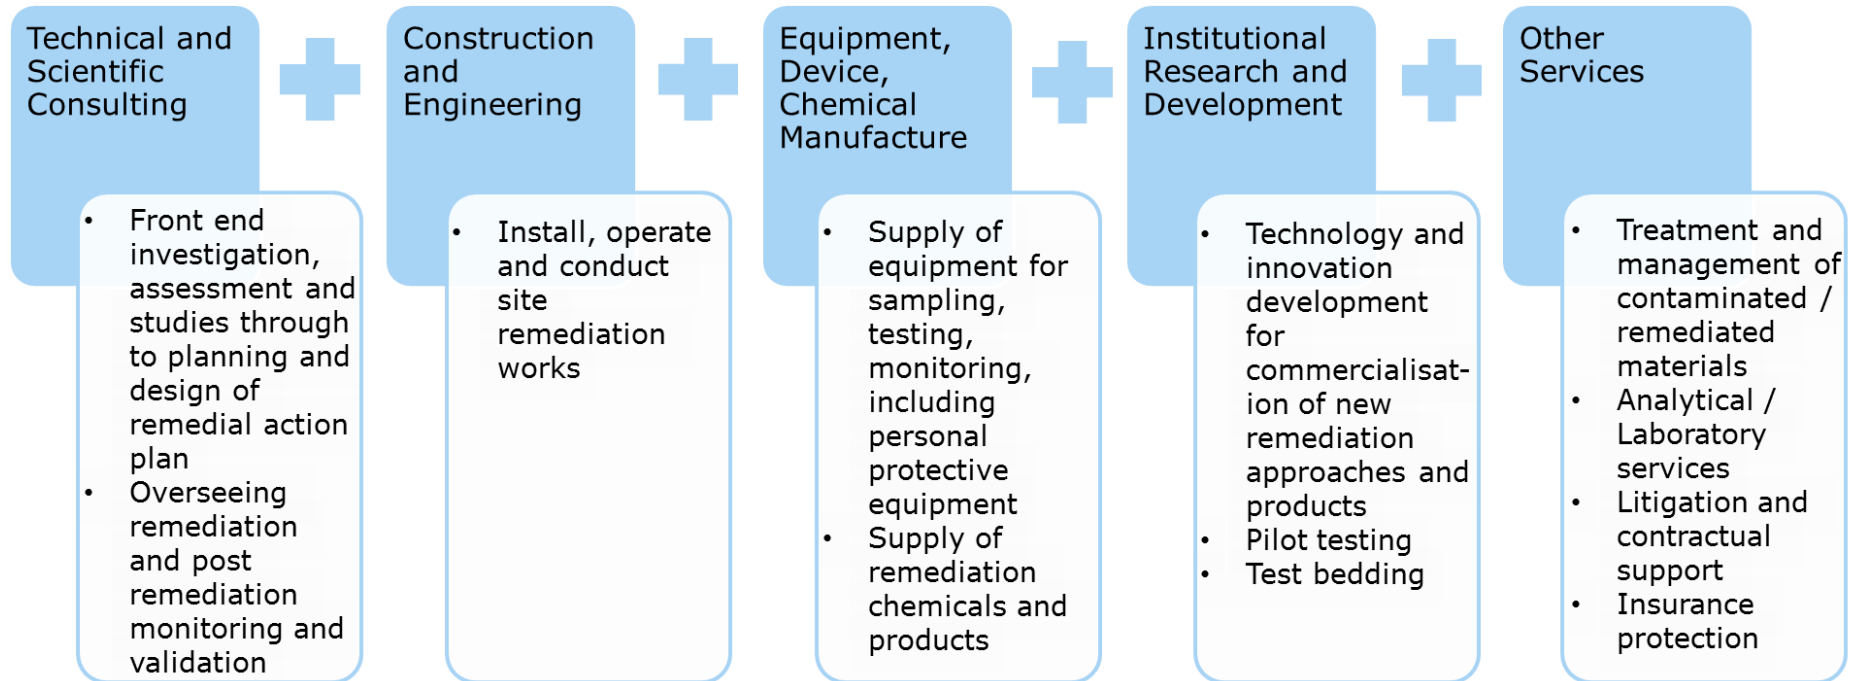 Technical and
Scientific
Consulting
• Front end
investigation,
assessment and
studies through
to planning and
design of
remedial action
plan
• Overseeing
remediation
and post
remediation
monitoring and
validation
Construction
and
Engineering
• Install, operate
and conduct
site
remediation
works
Equipment,
Device,
Chemical
Manufacture
• Supply of
equipment for
sampling,
testing,
monitoring,
including
personal
protective
equipment
• Supply of
remediation
chemicals and
products
Institutional
Research and
Development
• Technology and
innovation
development
for
commercialisat-
ion of new
remediation
approaches and
products
• Pilot testing
• Test bedding
Other
Services
• Treatment and
management of
contaminated /
remediated
materials
• Analytical /
Laboratory
services
• Litigation and
contractual
support
• Insurance
protection